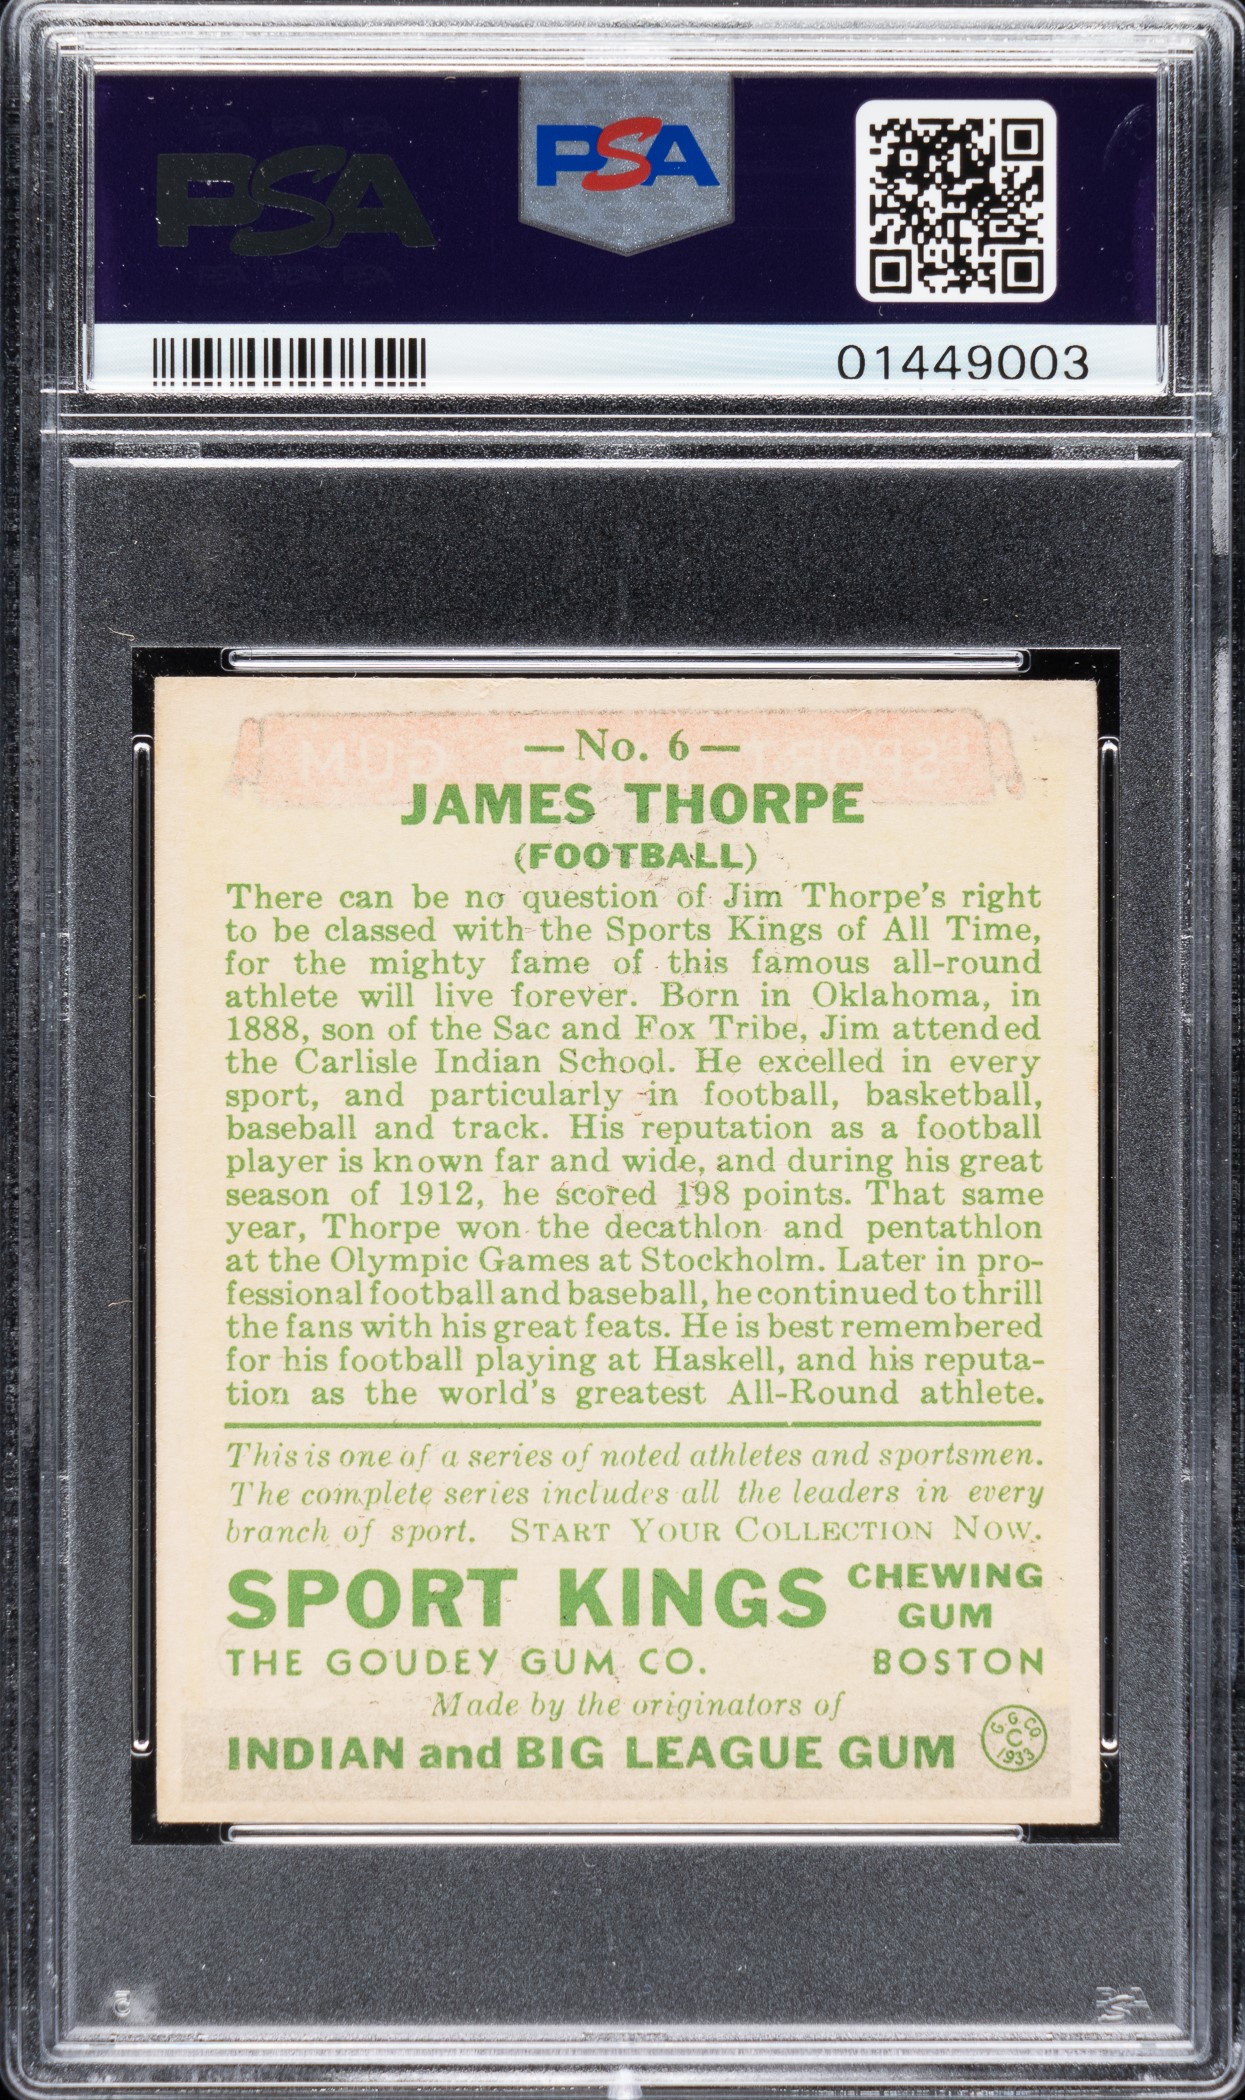 PSA
PSA
01449003
—No. 6—
JAMES THORPE
(FOOTBALL)
There can be no question of Jim Thorpe's right
to be classed with the Sports Kings of All Time,
for the mighty fame of this famous all-round
athlete will live forever. Born in Oklahoma, in
1888, son of the Sac and Fox Tribe, Jim attended
the Carlisle Indian School. He excelled in every
sport, and particularly in football, basketball,
baseball and track. His reputation as a football
player is known far and wide, and during his great
season of 1912, he scored 198 points. That same
year, Thorpe won the decathlon and pentathlon
at the Olympic Games at Stockholm. Later in pro-
fessional football and baseball, he continued to thrill
the fans with his great feats. He is best remembered
for his football playing at Haskell, and his reputa-
tion as the world's greatest All-Round athlete.
This is one of a series of noted athletes and sportsmen.
The complete series includes all the leaders in every
branch of sport. START YOUR COLLECTION NOW.
SPORT KINGS CHEWING GUM
THE GOUDEY GUM CO. BOSTON
Made by the originators of
INDIAN and BIG LEAGUE GUM
G. G. CO
C
1933
PSA